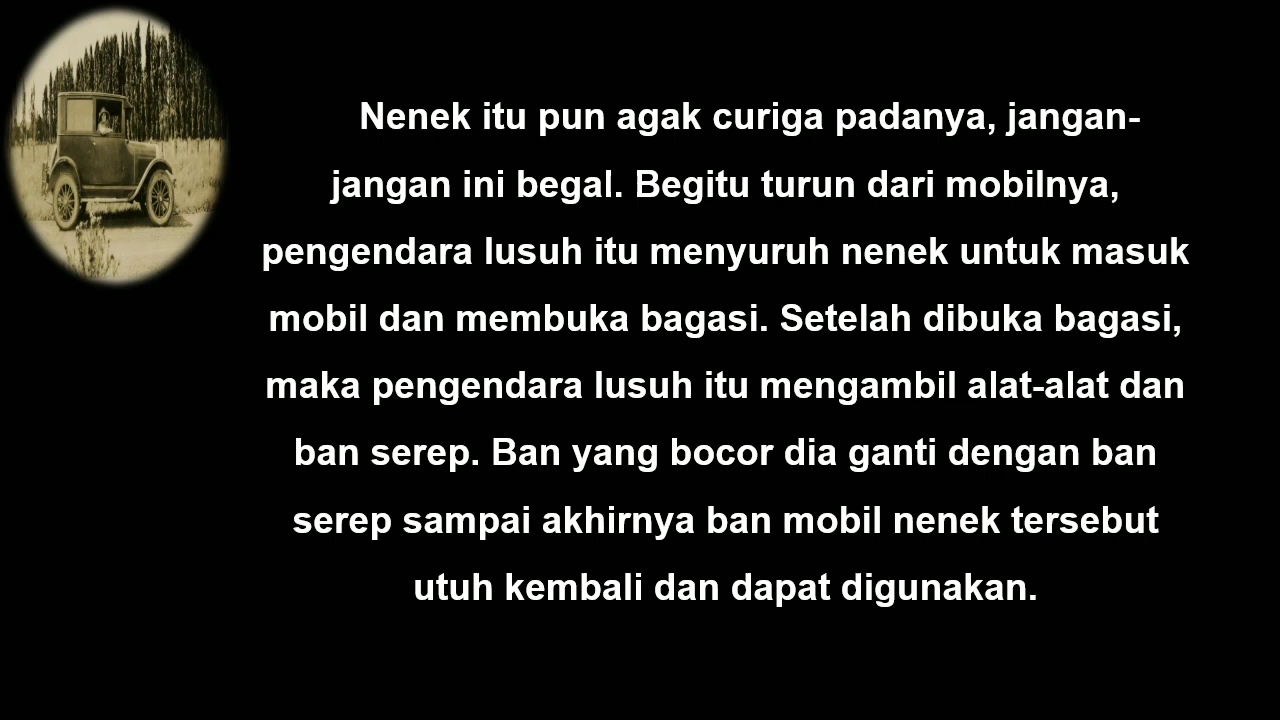 Nenek itu pun agak curiga padanya, jangan-
jangan ini begal. Begitu turun dari mobilnya,
pengendara lusuh itu menyuruh nenek untuk masuk
mobil dan membuka bagasi. Setelah dibuka bagasi,
maka pengendara lusuh itu mengambil alat-alat dan
ban serep. Ban yang bocor dia ganti dengan ban
serep sampai akhirnya ban mobil nenek tersebut
utuh kembali dan dapat digunakan.